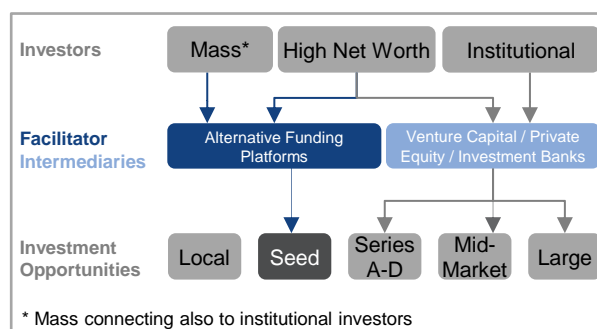 Investors
Mass*
High Net Worth
Institutional
Facilitator
Intermediaries
Alternative Funding
Platforms
Venture Capital / Private
Equity / Investment Banks
Investment
Opportunities
Local
Seed
Series
A-D
Mid-
Market
Large
* Mass connecting also to institutional investors